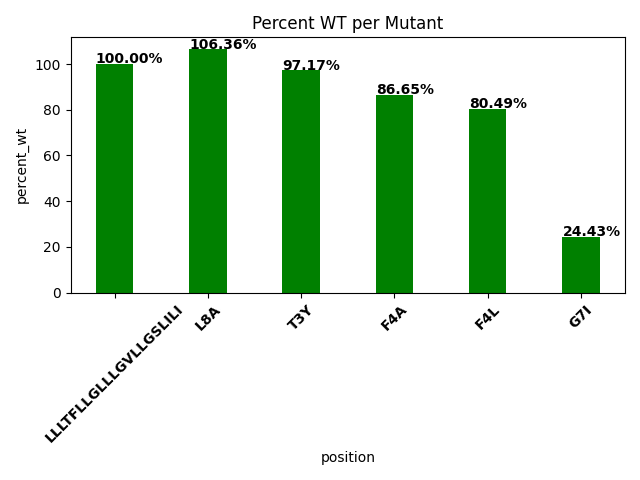 Percent WT per Mutant
percent_wt
100
80
60
40
20
0
100.00%
106.36%
97.17%
86.65%
80.49%
24.43%
LLLTFLLGLLLGVLLGSLILI
L8A
T3Y
F4A
F4L
G7I
position